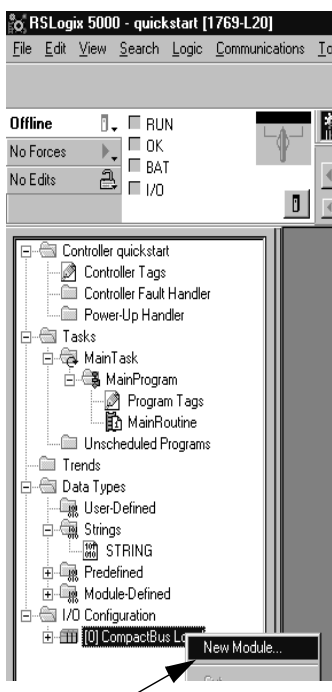 RSLogix 5000 - quickstart [1769-L20]
File Edit View Search Logic Communications
Offline RUN
No Forces OK
No Edits BAT
I/O
Controller quickstart
Controller Tags
Controller Fault Handler
Power-Up Handler
Tasks
MainTask
MainProgram
Program Tags
MainRoutine
Unscheduled Programs
Trends
Data Types
User-Defined
Strings
STRING
Predefined
Module-Defined
I/O Configuration
[0] CompactBus
New Module...